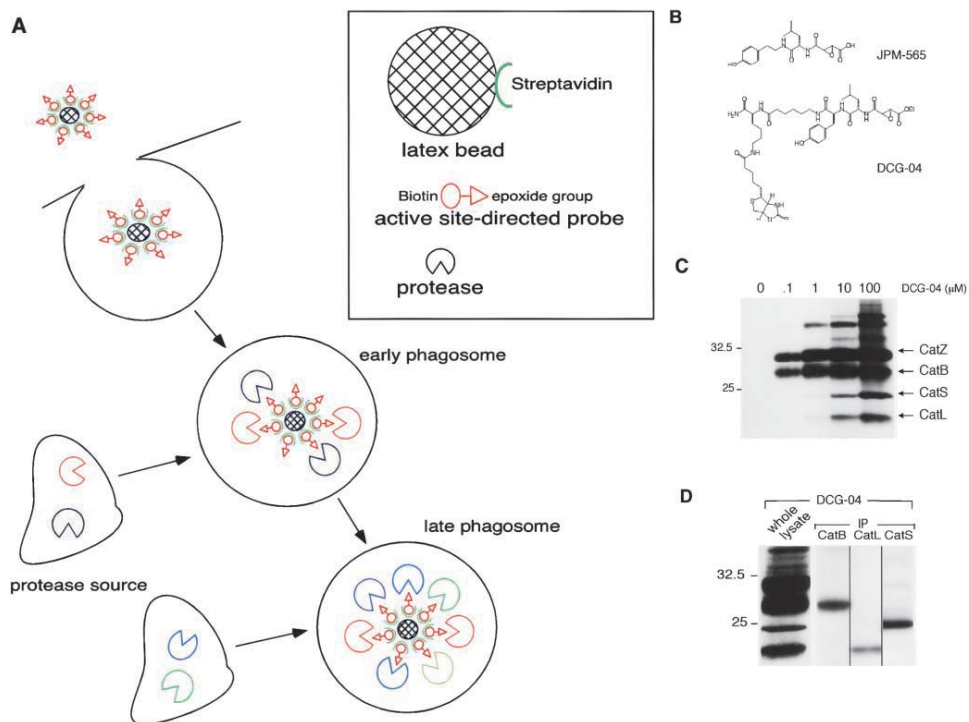 A
Streptavidin
latex bead
Biotin epoxide group
active site-directed probe
protease
early phagosome
late phagosome
protease source
B
JPM-565
DCG-04
C
0 .1 1 10 100 DCG-04 (μM)
32.5 -
25 -
CatZ
CatB
CatS
CatL
D
DCG-04
whole lysate
IP
CatB CatL CatS
32.5 -
25 -